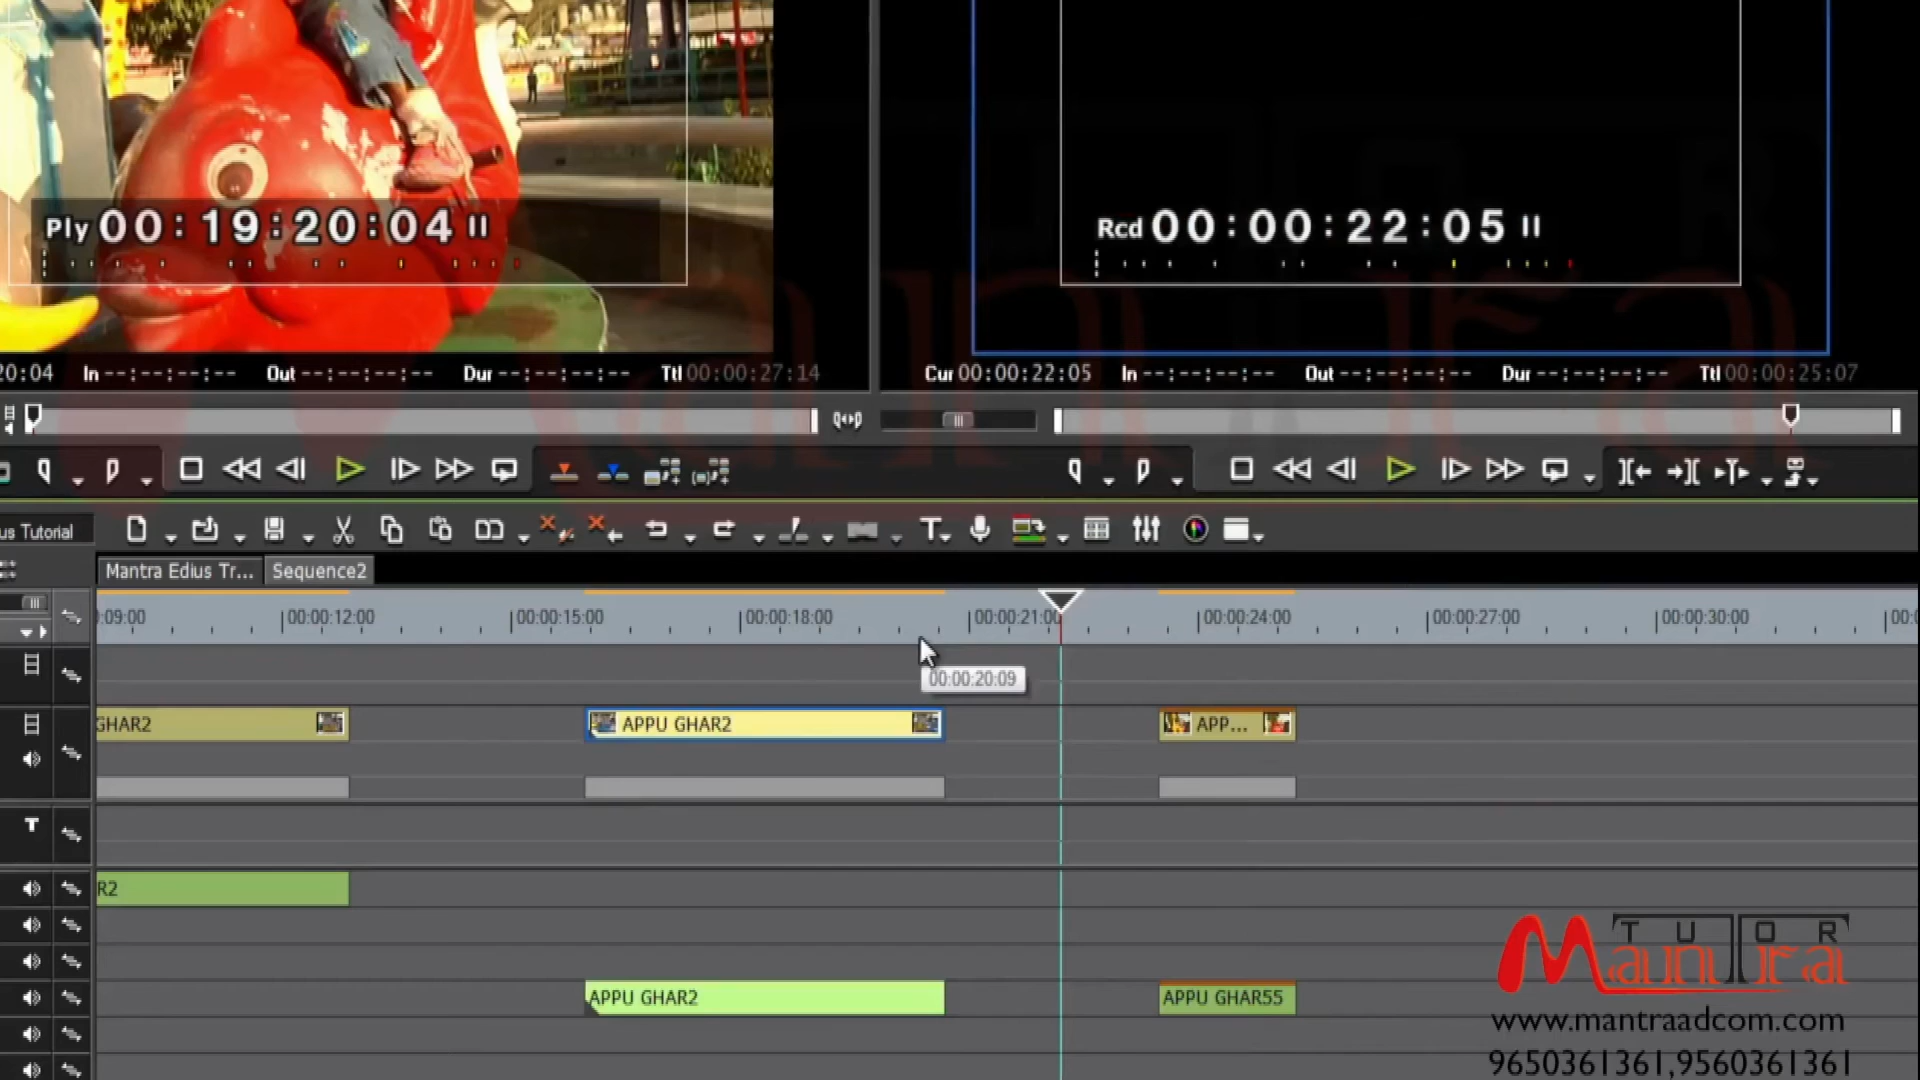 Ply 00:19:20:04
Rcd 00:00:22:05
20:04 In --:--:--:-- Out --:--:--:-- Dur --:--:--:-- Ttl 00:00:27:14
Cur 00:00:22:05 In --:--:--:-- Out --:--:--:-- Dur --:--:--:-- Ttl 00:00:25:07
us Tutorial
T
Mantra Edius Tr... Sequence2
:09:00 00:00:12:00 00:00:15:00 00:00:18:00 00:00:21:00 00:00:24:00 00:00:27:00 00:00:30:00 00:0
00:00:20:09
GHAR2 APPU GHAR2 APP...
T
R2
APPU GHAR2 APPU GHAR55
TUTOR
Mantra
www.mantraadcom.com
9650361361,9560361361